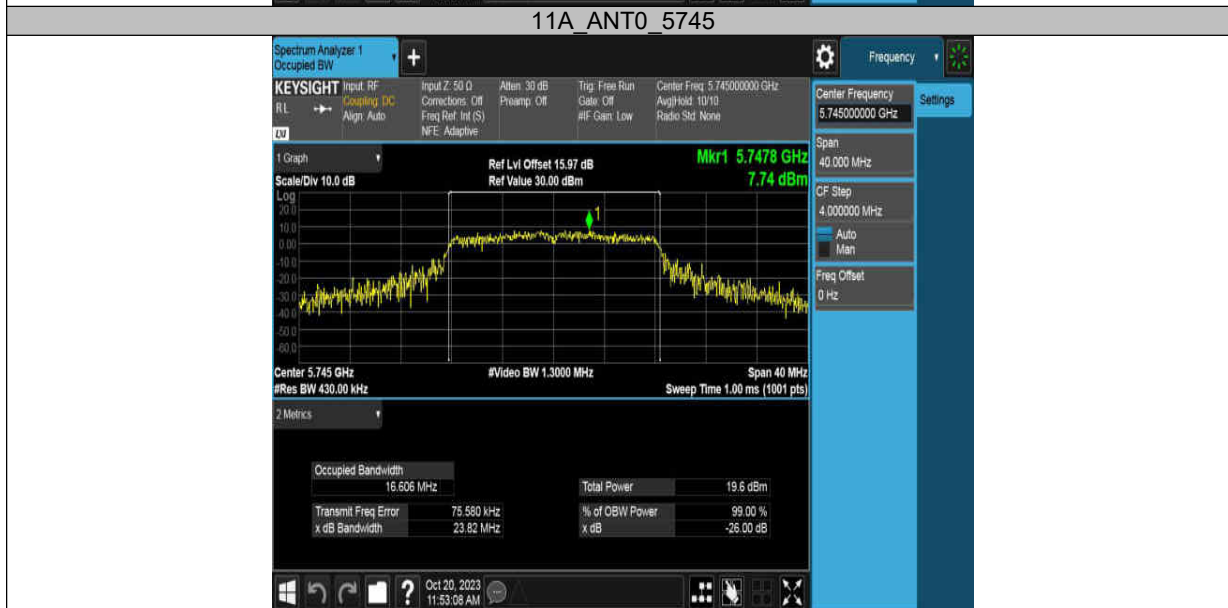 11A_ANT0_5745
Spectrum Analyzer 1
Occupied BW
+
Frequency
KEYSIGHT
RL
Input: RF
Coupling: DC
Align: Auto
Input Z: 50 Ω
Corrections: Off
Freq Ref: Int (S)
NFE: Adaptive
Atten: 30 dB
Preamp: Off
Trig: Free Run
Gate: Off
#IF Gain: Low
Center Freq: 5.745000000 GHz
Avg|Hold: 10/10
Radio Std: None
Center Frequency
5.745000000 GHz
Settings
Span
40.000 MHz
CF Step
4.000000 MHz
Auto
Man
Freq Offset
0 Hz
1 Graph
Scale/Div 10.0 dB
Ref Lvl Offset 15.97 dB
Ref Value 30.00 dBm
Mkr1 5.7478 GHz
7.74 dBm
Log
20.0
10.0
0.00
-10.0
-20.0
-30.0
-40.0
-50.0
-60.0
1
Center 5.745 GHz
#Video BW 1.3000 MHz
Span 40 MHz
#Res BW 430.00 kHz
Sweep Time 1.00 ms (1001 pts)
2 Metrics
Occupied Bandwidth
16.606 MHz
Total Power 19.6 dBm
Transmit Freq Error 75.580 kHz
% of OBW Power 99.00 %
x dB Bandwidth 23.82 MHz
x dB -26.00 dB
?
Oct 20, 2023
11:53:08 AM